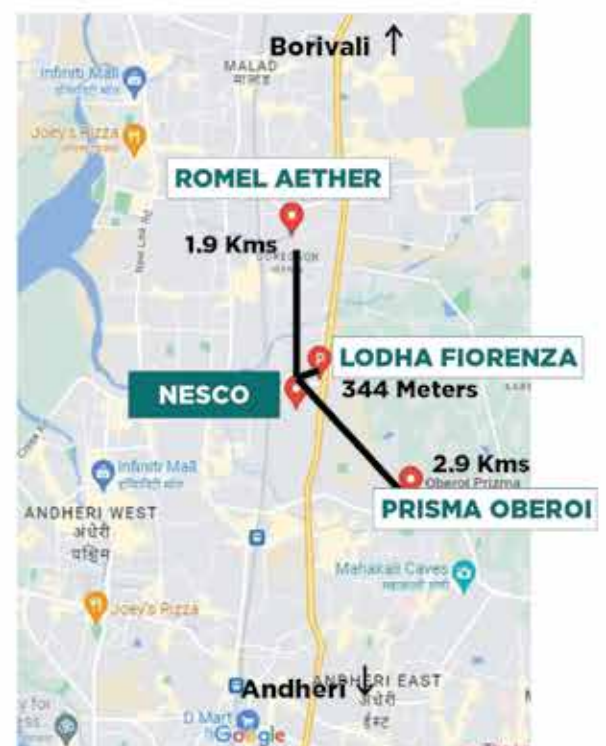 Borivali ↑
MALAD
मालाड
Infiniti Mall
Joey's Pizza
ROMEL AETHER
New Link Rd
1.9 Kms
GOREGAON
LODHA FIORENZA
P
344 Meters
NESCO
Infiniti Mall
2.9 Kms
Oberoi Prizma
PRISMA OBEROI
ANDHERI WEST
अंधेरी
पश्चिम
Mahakali Caves
Joey's Pizza
Andheri ↓
ANDHERI EAST
अंधेरी
ईस्ट
D Mart
Google